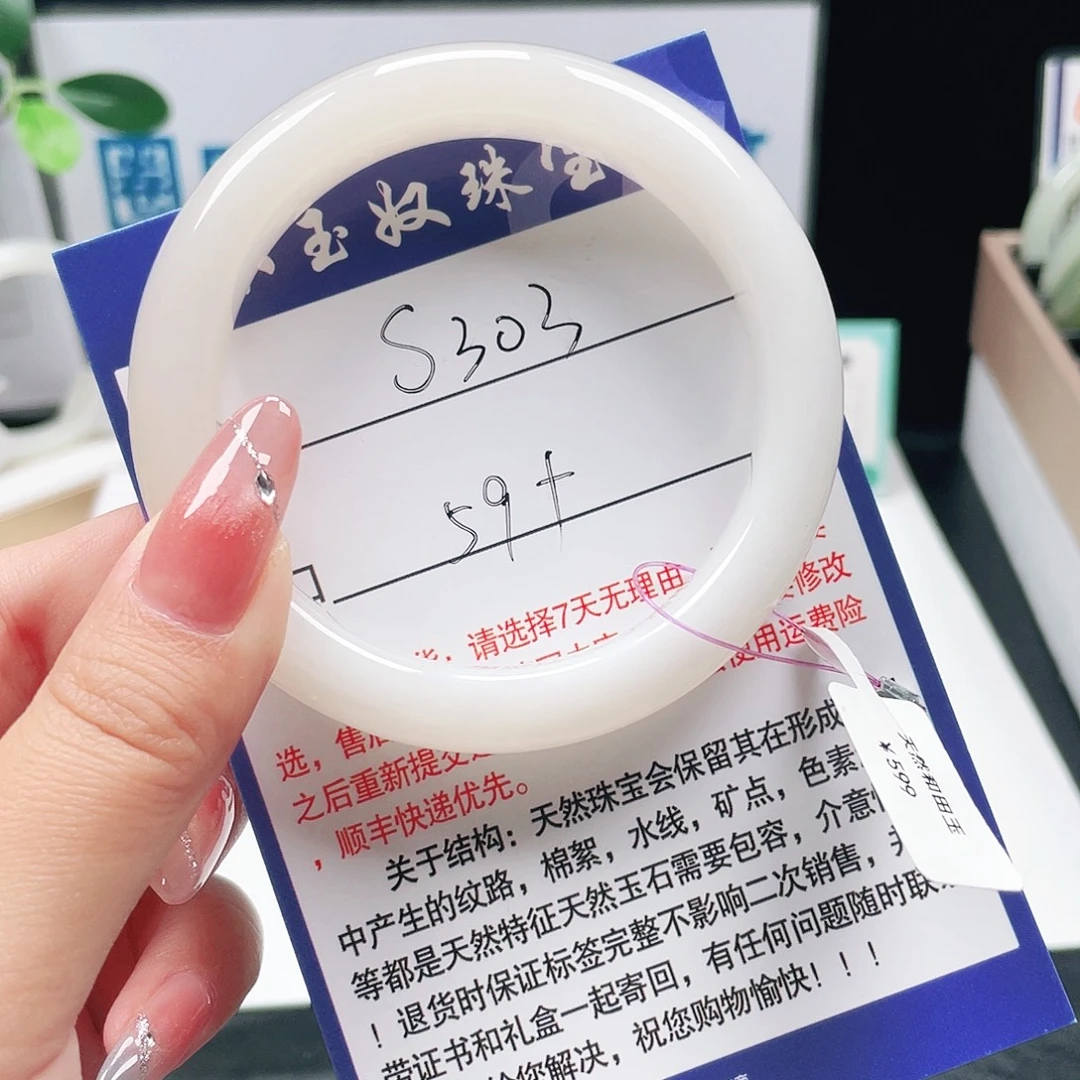 玉奴珠宝
S303
59+
货，请选择7天无理由
修改
使用运费险
选，售后
之后重新提交
，顺丰快递优先。
关于结构：天然珠宝会保留其在形成
中产生的纹路，棉絮，水线，矿点，色素
等都是天然特征天然玉石需要包容，介意慎
！退货时保证标签完整不影响二次销售，并
带证书和礼盒一起寄回，有任何问题随时联
给你解决，祝您购物愉快！！！
天然和田玉
¥599